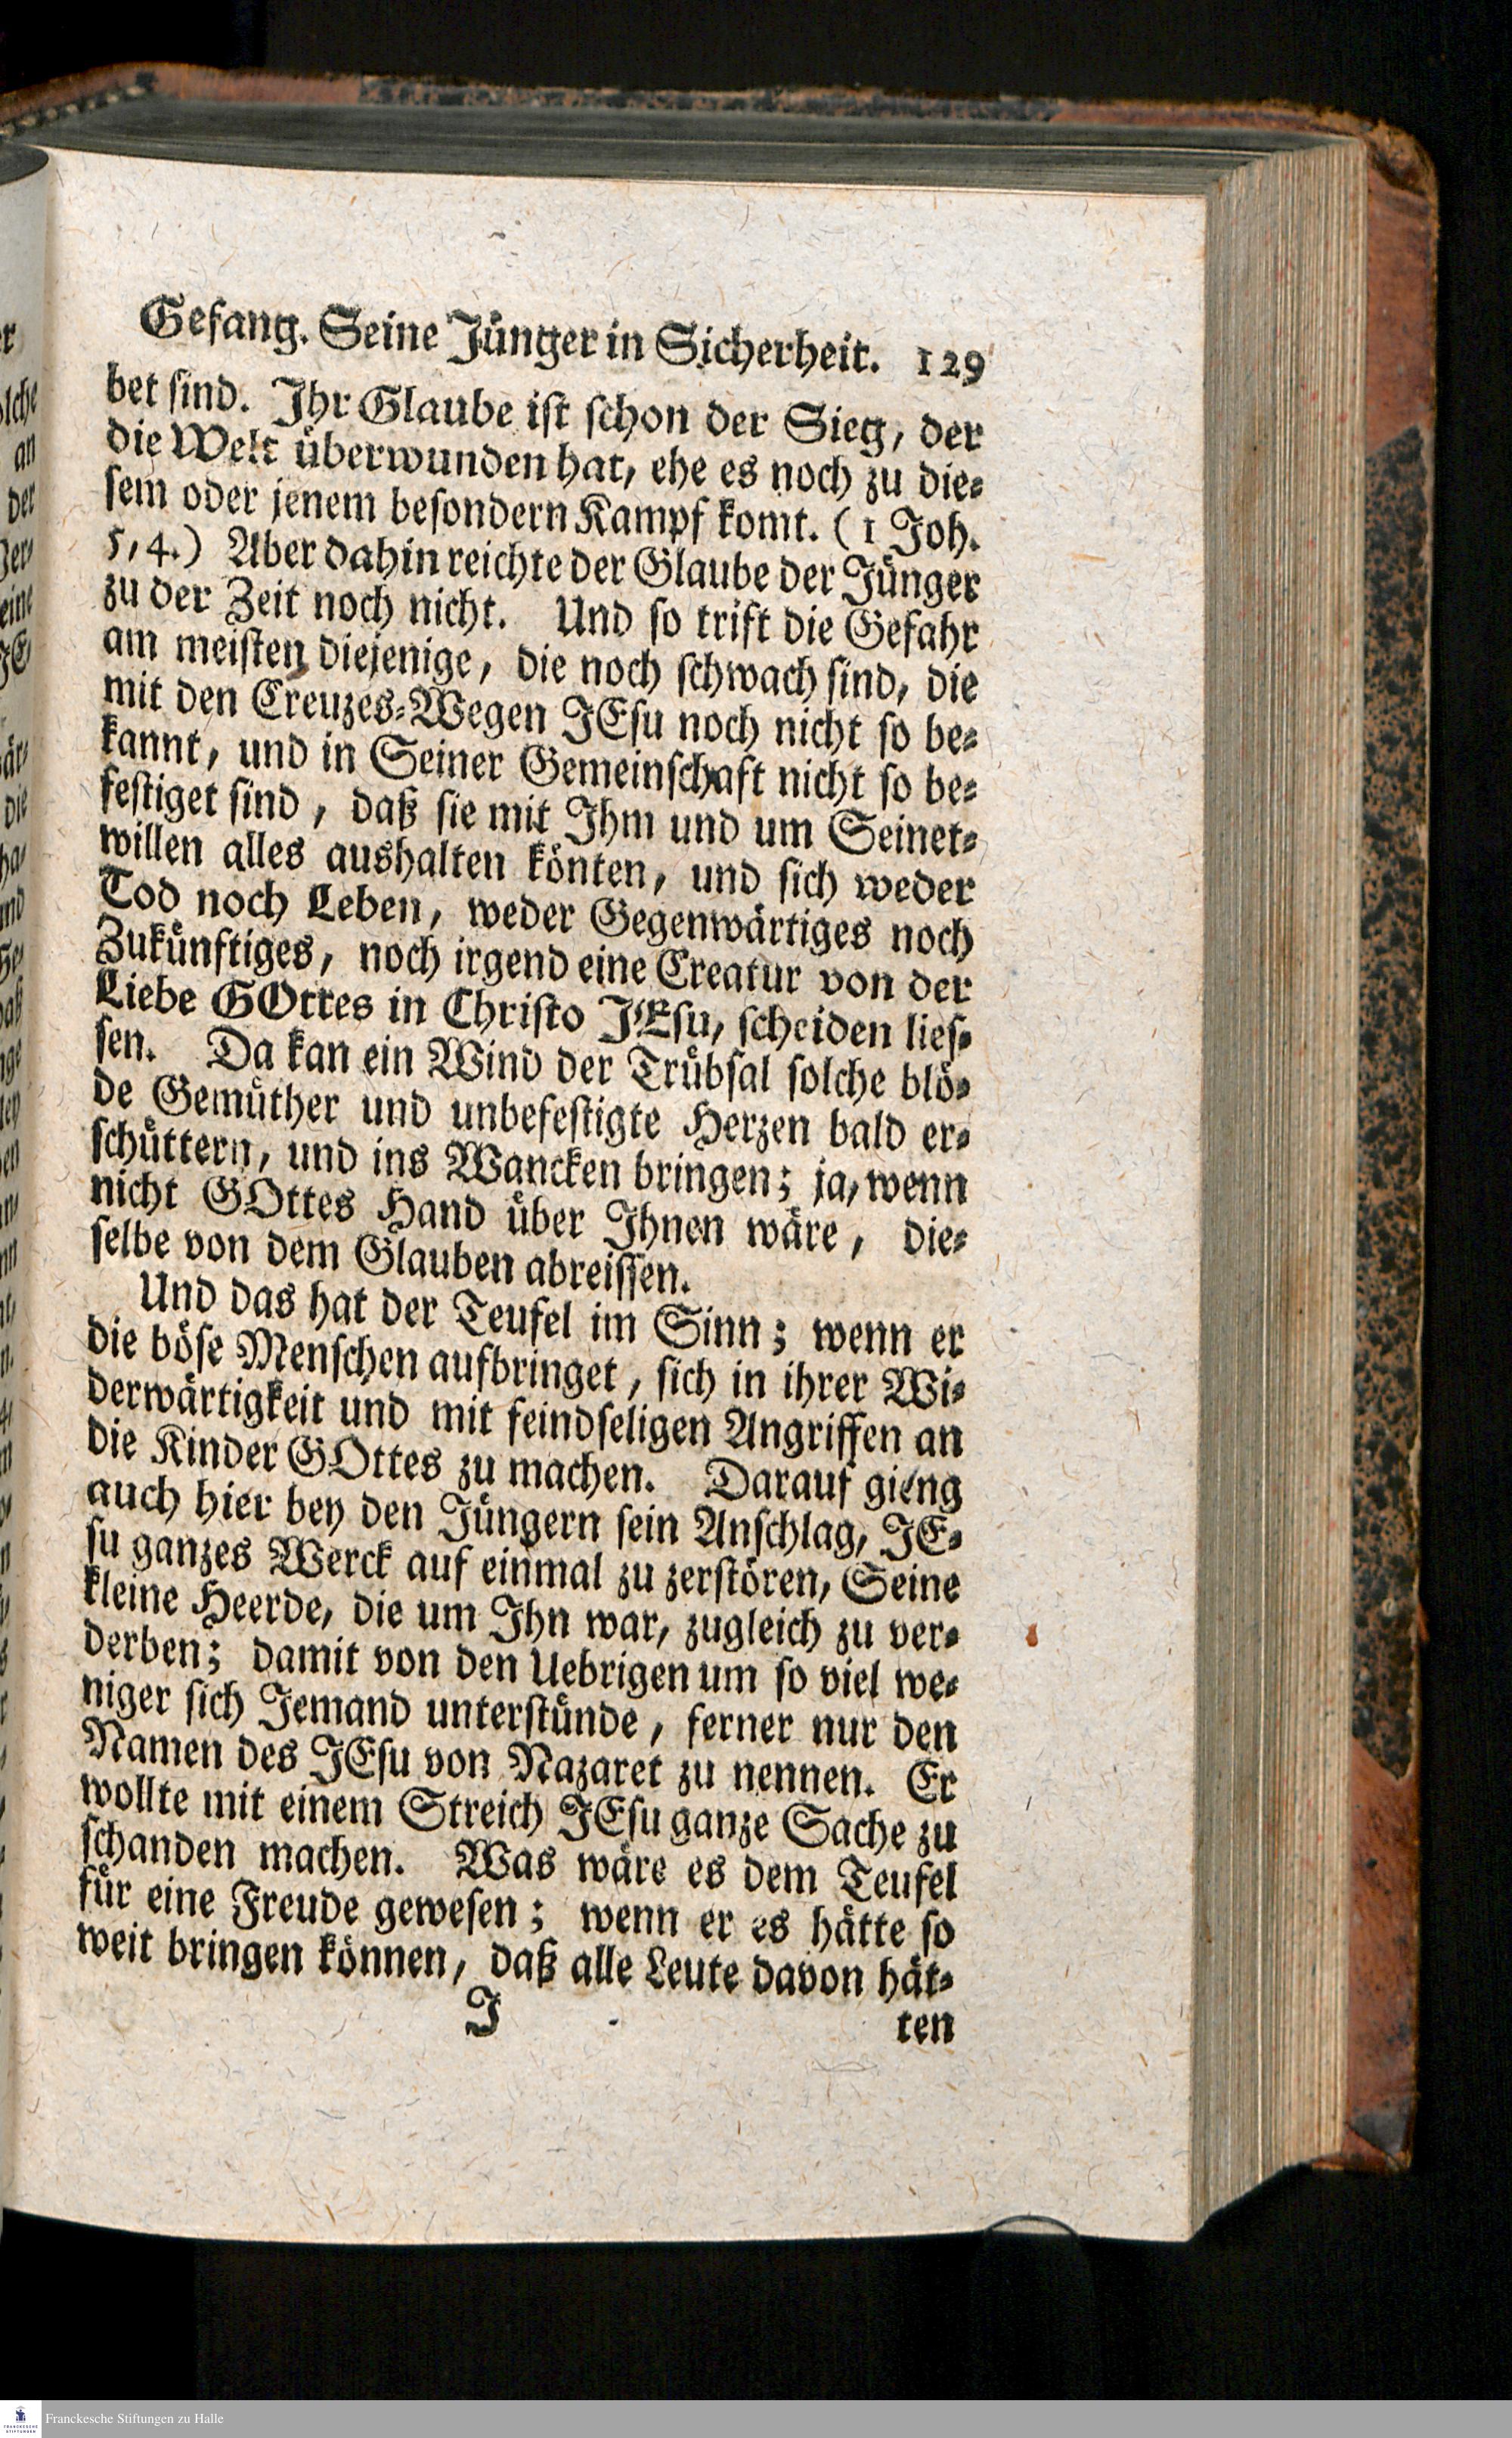 Gefang. Seine Jünger in Sicherheit. 129
bet sind. Ihr Glaube ist schon der Sieg, der
die Welt überwunden hat, ehe es noch zu die-
sem oder jenem besondern Kampf komt. (1 Joh.
5, 4.) Aber dahin reichte der Glaube der Jünger
zu der Zeit noch nicht. Und so trift die Gefahr
am meisten diejenige, die noch schwach sind, die
mit den Creuzes-Wegen JEsu noch nicht so be-
kannt, und in Seiner Gemeinschaft nicht so be-
festiget sind, daß sie mit Ihm und um Seinet-
willen alles aushalten könten, und sich weder
Tod noch Leben, weder Gegenwärtiges noch
Zukünftiges, noch irgend eine Creatur von der
Liebe GOttes in Christo JEsu, scheiden lies-
sen. Da kan ein Wind der Trübsal solche blö-
de Gemüther und unbefestigte Herzen bald er-
schüttern, und ins Wancken bringen; ja, wenn
nicht GOttes Hand über Ihnen wäre, die-
selbe von dem Glauben abreissen.
Und das hat der Teufel im Sinn; wenn er
die böse Menschen aufbringet, sich in ihrer Wi-
derwärtigkeit und mit feindseligen Angriffen an
die Kinder GOttes zu machen. Darauf gieng
auch hier bey den Jüngern sein Anschlag, JE-
su ganzes Werck auf einmal zu zerstören, Seine
kleine Heerde, die um Ihn war, zugleich zu ver-
derben; damit von den Uebrigen um so viel we-
niger sich Jemand unterstünde, ferner nur den
Namen des JEsu von Nazaret zu nennen. Er
wollte mit einem Streich JEsu ganze Sache zu
schanden machen. Was wäre es dem Teufel
für eine Freude gewesen; wenn er es hätte so
weit bringen können, daß alle Leute davon hät-
J ten
Franckesche Stiftungen zu Halle